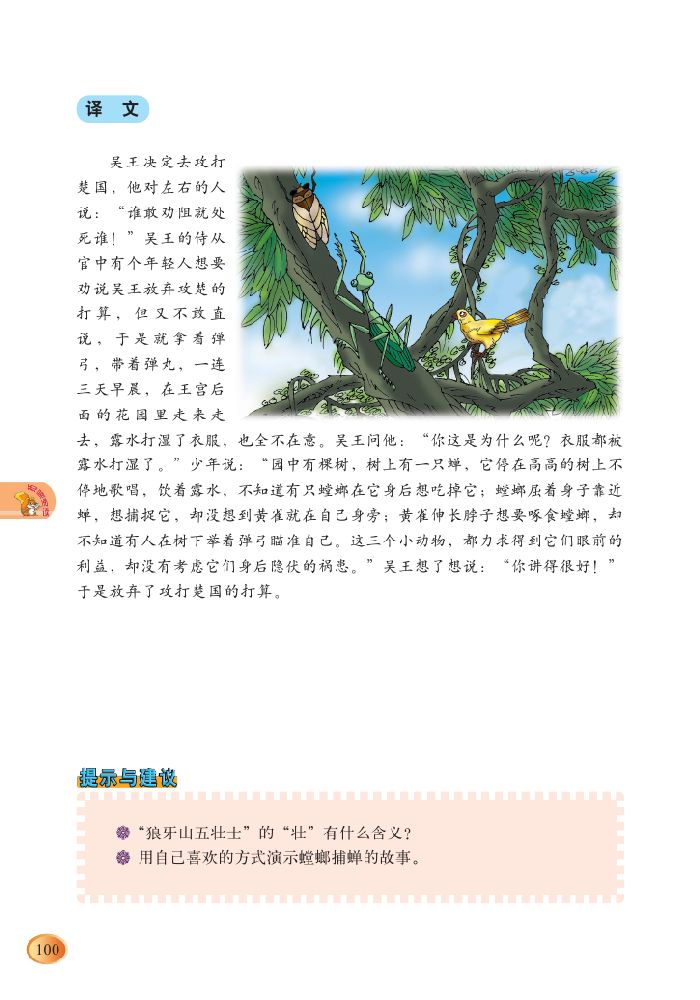 译 文
吴王决定去攻打
楚国，他对左右的人
说：“谁敢劝阻就处
死谁！”吴王的侍从
官中有个年轻人想要
劝说吴王放弃攻楚的
打算，但又不敢直
说，于是就拿着弹
弓，带着弹丸，一连
三天早晨，在王宫后
面的花园里走来走
去，露水打湿了衣服，也全不在意。吴王问他：“你这是为什么呢？衣服都被
露水打湿了。”少年说：“园中有棵树，树上有一只蝉，它停在高高的树上不
停地歌唱，饮着露水，不知道有只螳螂在它身后想吃掉它；螳螂屈着身子靠近
蝉，想捕捉它，却没想到黄雀就在自己身旁；黄雀伸长脖子想要啄食螳螂，却
不知道有人在树下举着弹弓瞄准自己。这三个小动物，都力求得到它们眼前的
利益，却没有考虑它们身后隐伏的祸患。”吴王想了想说：“你讲得很好！”
于是放弃了攻打楚国的打算。
提示与建议
“狼牙山五壮士”的“壮”有什么含义？
用自己喜欢的方式演示螳螂捕蝉的故事。
100